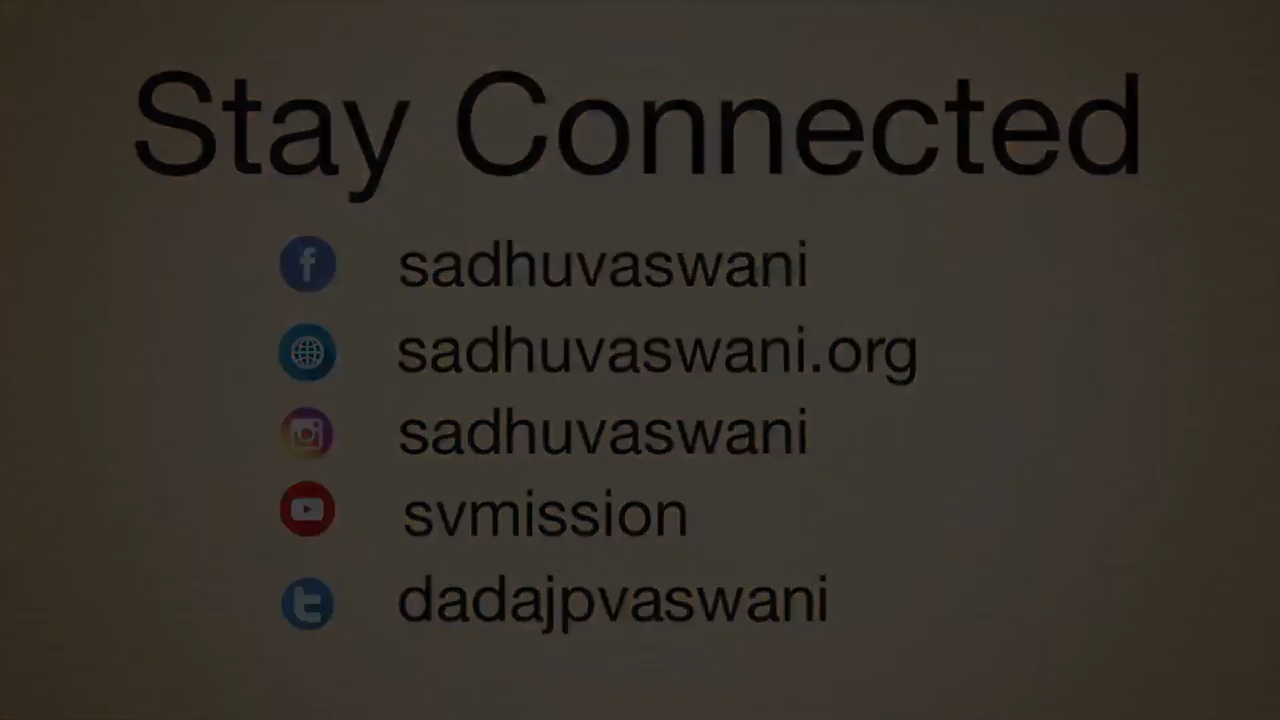 Stay Connected
sadhuvaswani
sadhuvaswani.org
sadhuvaswani
svmission
dadajpvaswani